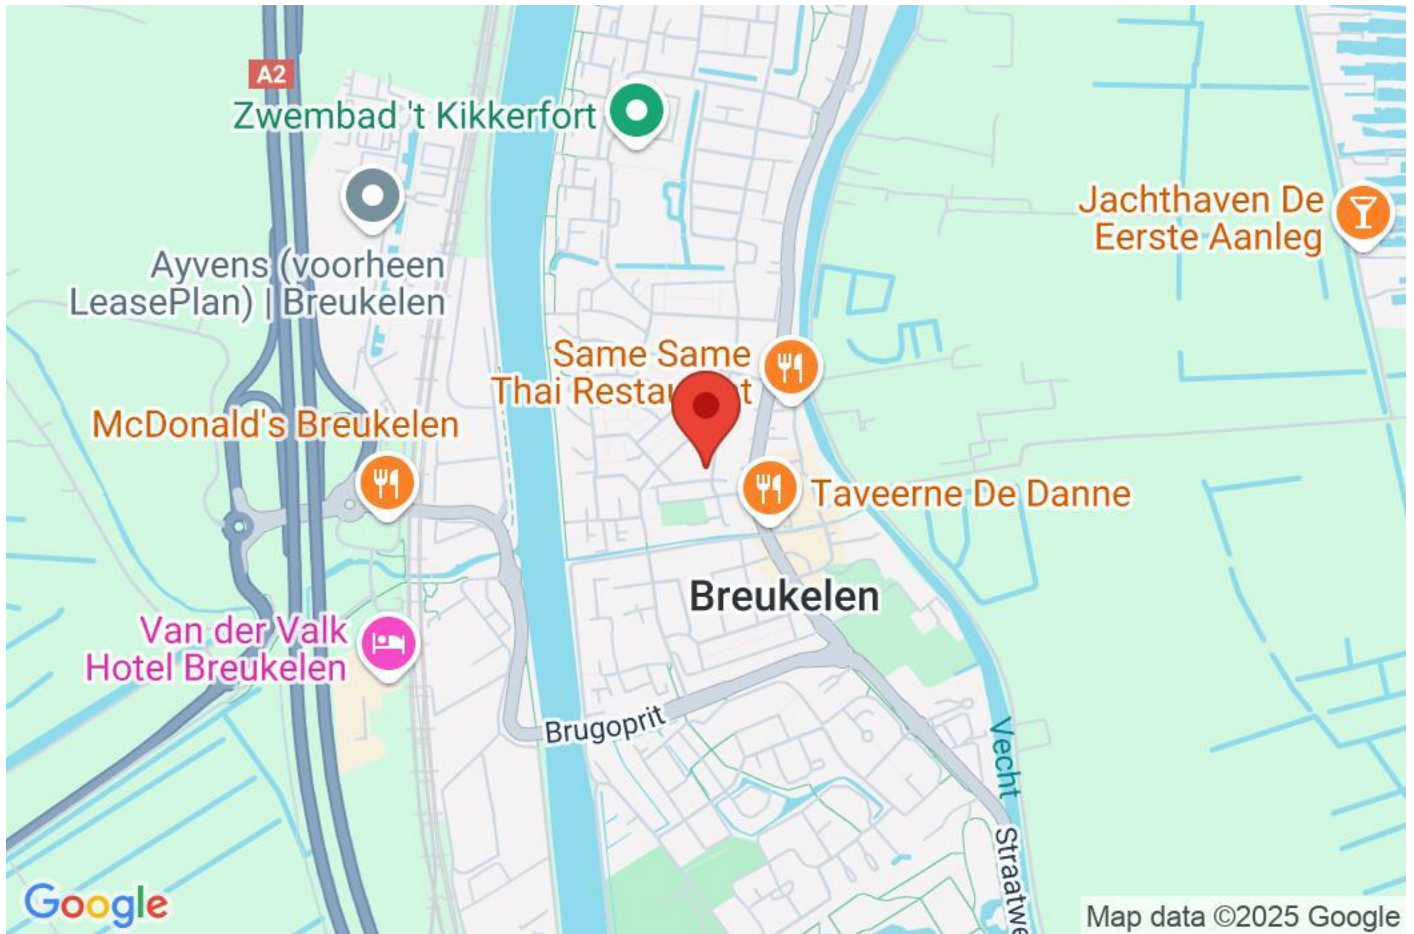 A2
Zwembad 't Kikkerfort
Jachthaven De
Eerste Aanleg
Ayvens (voorheen
LeasePlan) | Breukelen
Same Same
Thai Restau t
McDonald's Breukelen
Taveerne De Danne
Breukelen
Van der Valk
Hotel Breukelen
Brugoprit
Vecht
Straatwe
Google
Map data ©2025 Google